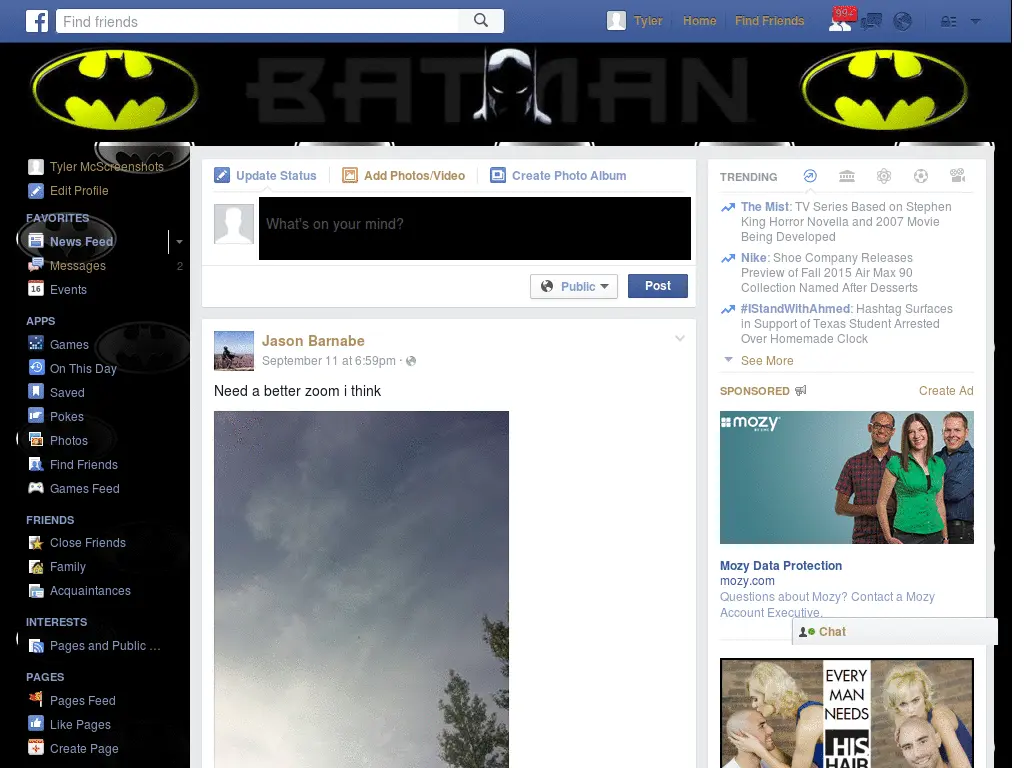 Find friends
Tyler
Home
Find Friends
99+
BATMAN
Tyler McScreenshots
Edit Profile
FAVORITES
News Feed
Messages 2
16 Events
APPS
Games
On This Day
Saved
Pokes
Photos
Find Friends
Games Feed
FRIENDS
Close Friends
Family
Acquaintances
INTERESTS
Pages and Public ...
PAGES
Pages Feed
Like Pages
Create Page
Update Status
Add Photos/Video
Create Photo Album
What's on your mind?
Public
Post
Jason Barnabe
September 11 at 6:59pm ·
Need a better zoom i think
TRENDING
The Mist: TV Series Based on Stephen
King Horror Novella and 2007 Movie
Being Developed
Nike: Shoe Company Releases
Preview of Fall 2015 Air Max 90
Collection Named After Desserts
#IStandWithAhmed: Hashtag Surfaces
in Support of Texas Student Arrested
Over Homemade Clock
See More
SPONSORED
Create Ad
mozy
Mozy Data Protection
mozy.com
Questions about Mozy? Contact a Mozy
Account Executive.
Chat
EVERY
MAN
NEEDS
HIS
HAIR